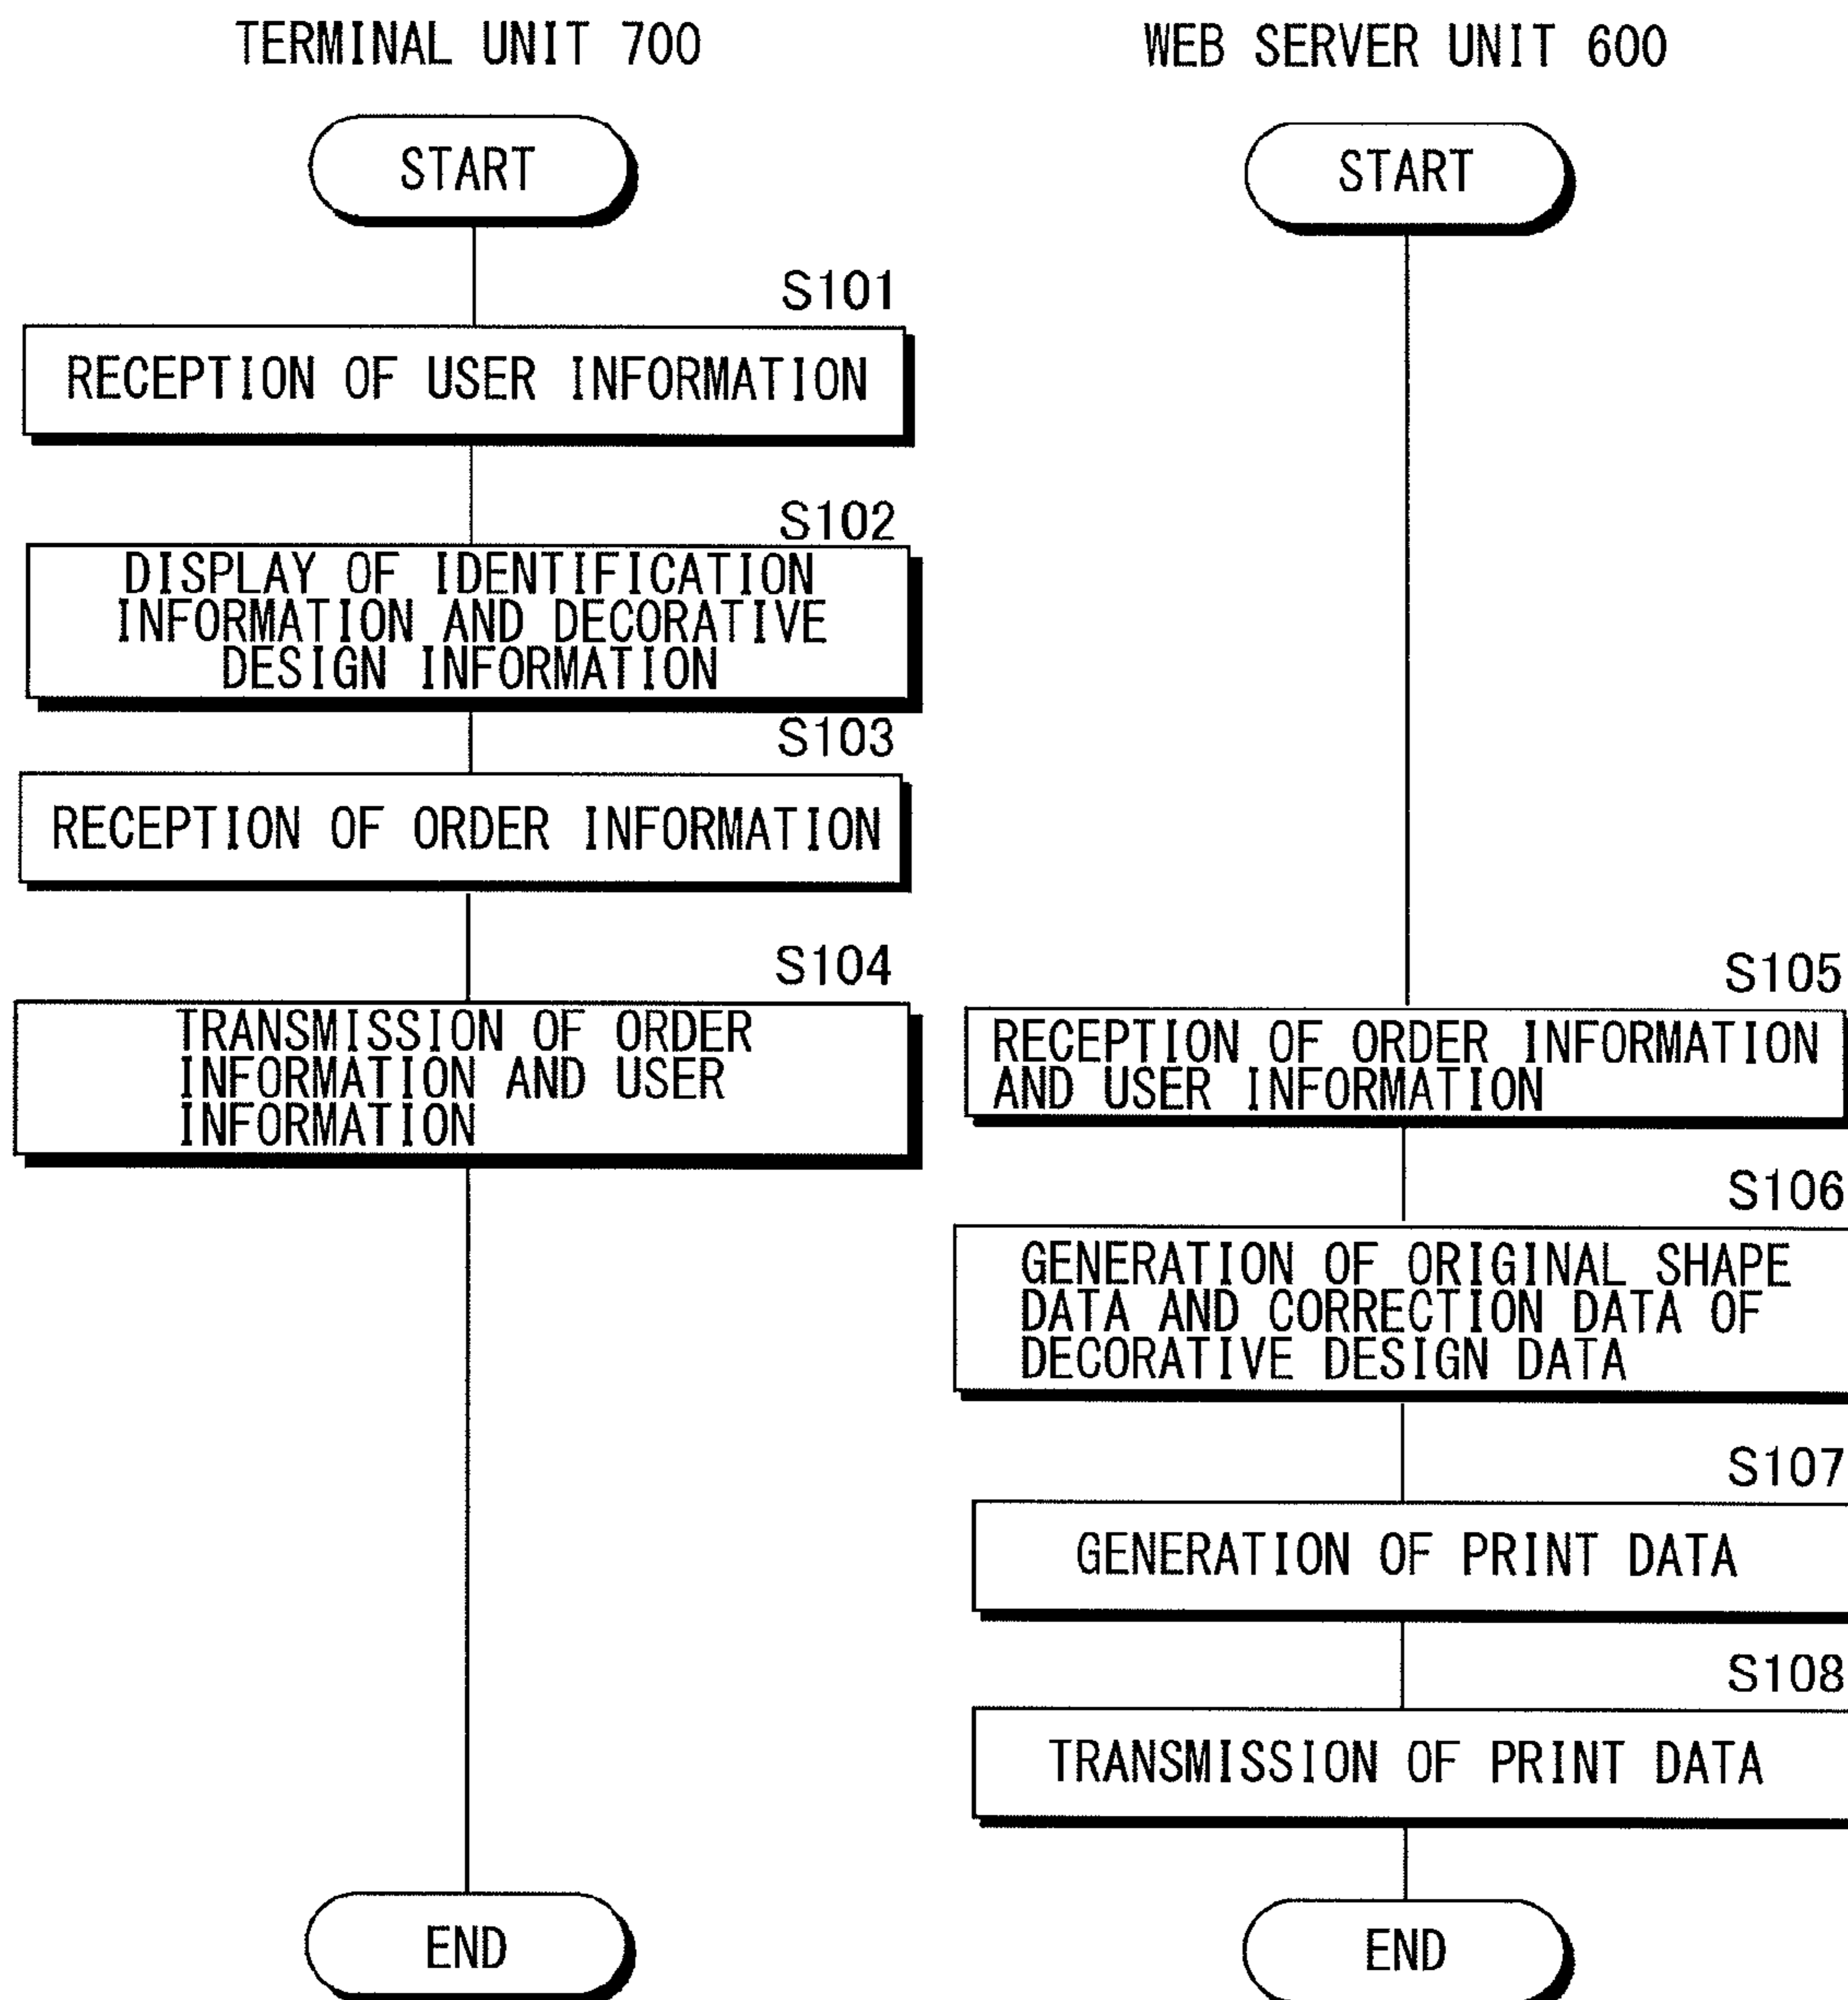 TERMINAL UNIT 700
START
S101
RECEPTION OF USER INFORMATION
S102
DISPLAY OF IDENTIFICATION
INFORMATION AND DECORATIVE
DESIGN INFORMATION
S103
RECEPTION OF ORDER INFORMATION
S104
TRANSMISSION OF ORDER
INFORMATION AND USER
INFORMATION
END
WEB SERVER UNIT 600
START
S105
RECEPTION OF ORDER INFORMATION
AND USER INFORMATION
S106
GENERATION OF ORIGINAL SHAPE
DATA AND CORRECTION DATA OF
DECORATIVE DESIGN DATA
S107
GENERATION OF PRINT DATA
S108
TRANSMISSION OF PRINT DATA
END